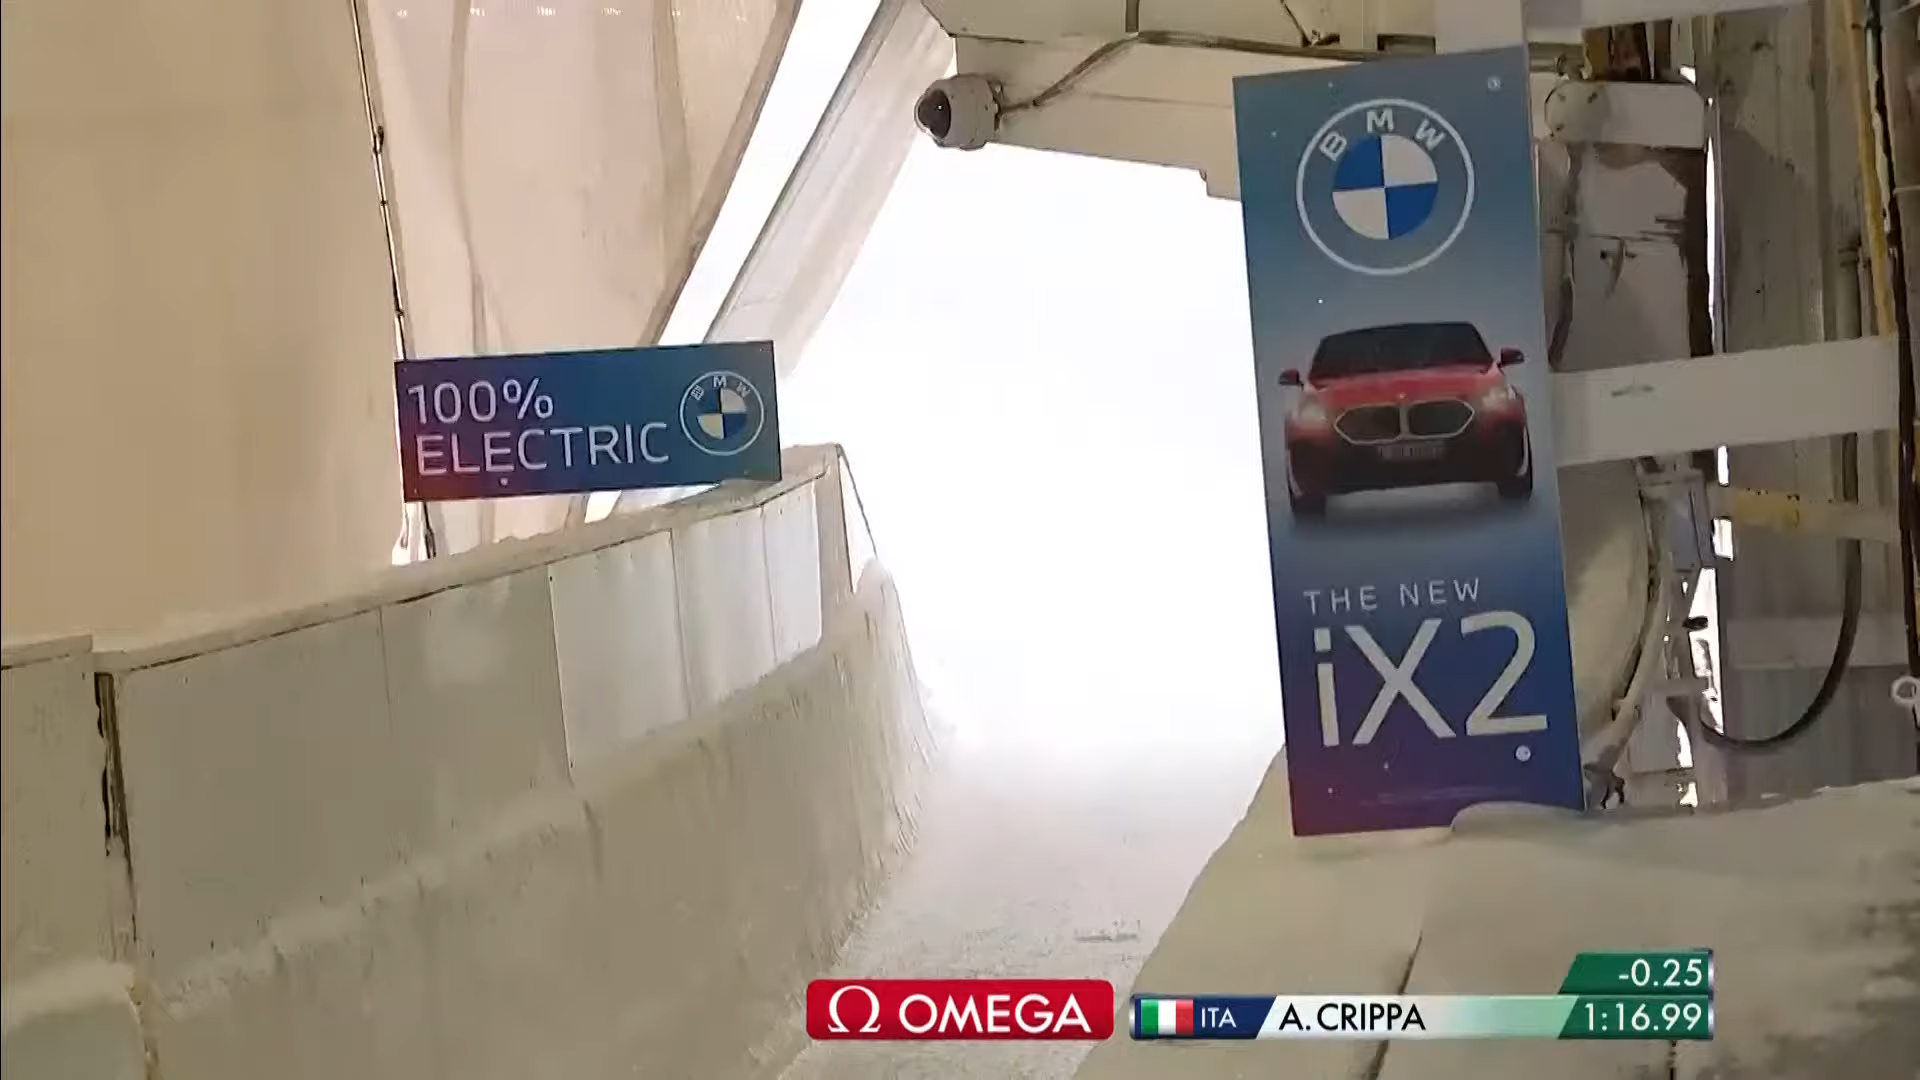 BMW
100%
ELECTRIC
BMW
THE NEW
iX2
-0.25
Ω OMEGA
ITA A. CRIPPA 1:16.99